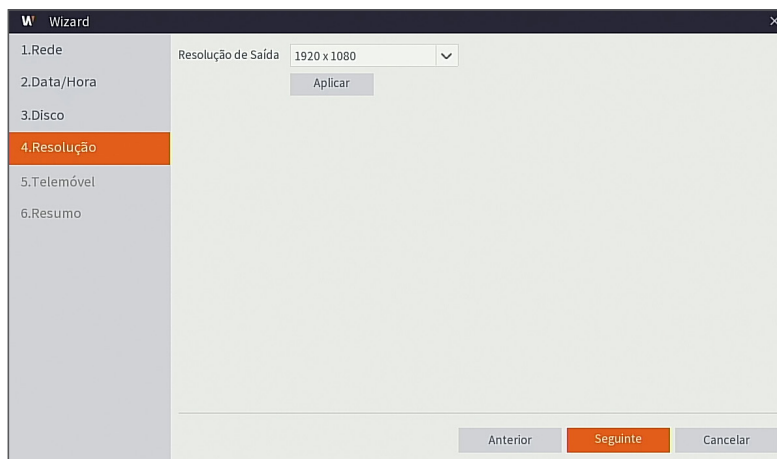 W Wizard
1.Rede
2.Data/Hora
3.Disco
4.Resolução
5.Telemóvel
6.Resumo
Resolução de Saída 1920 x 1080
Aplicar
Anterior Seguinte Cancelar